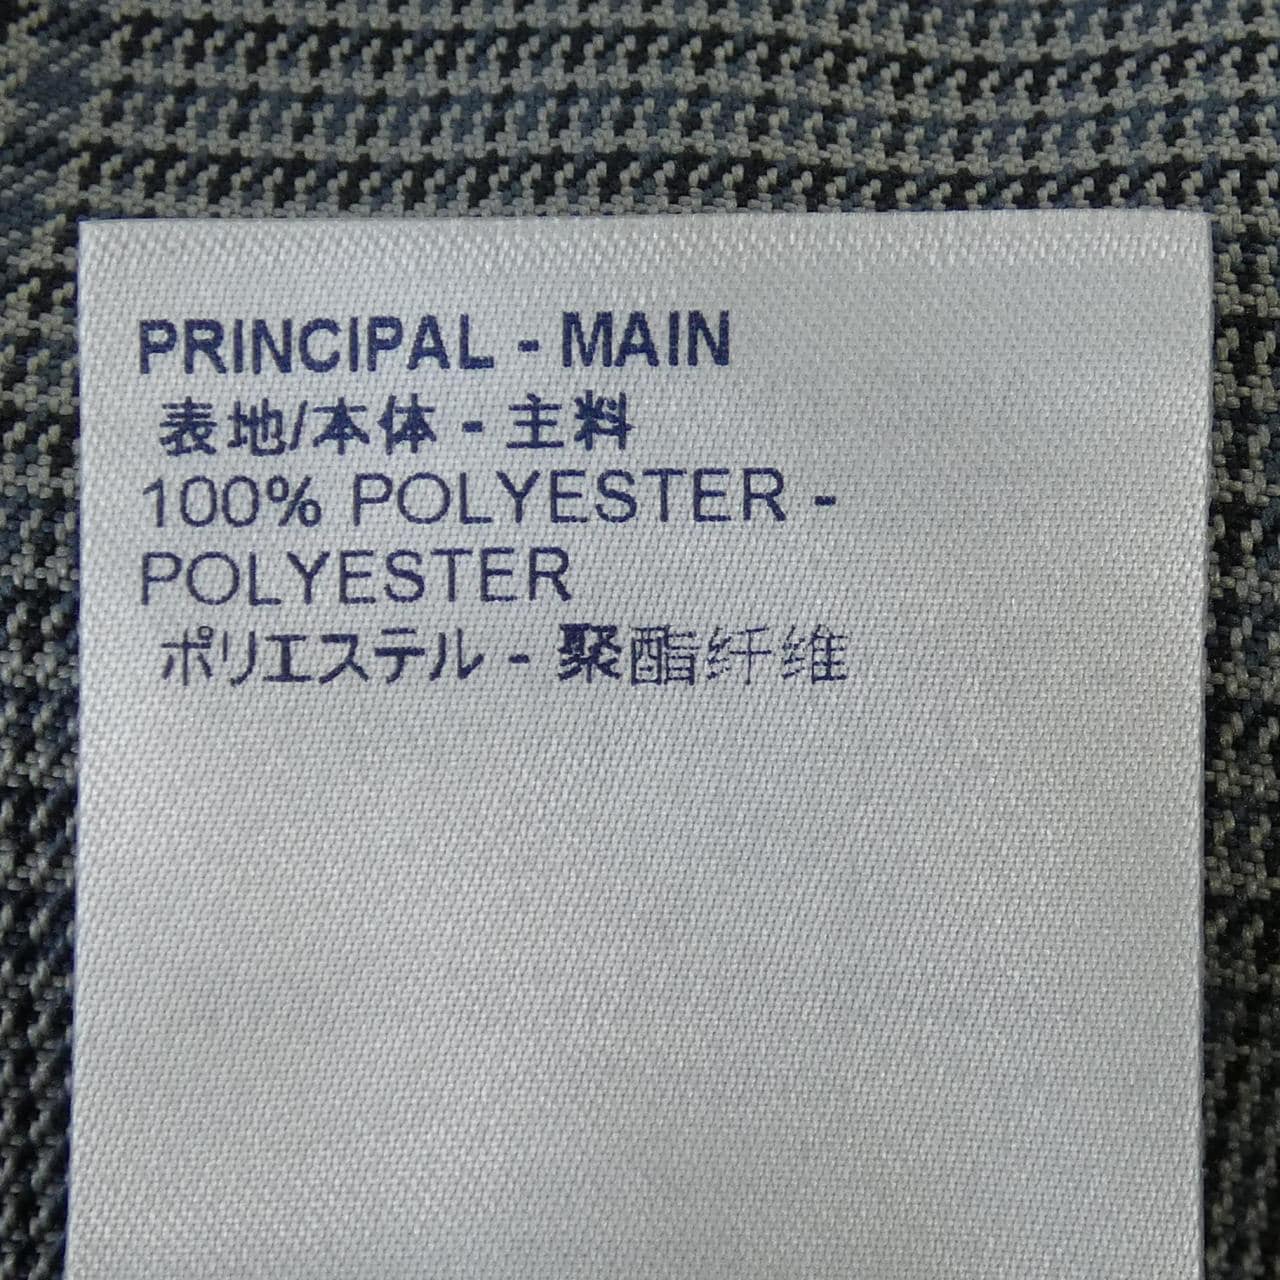 PRINCIPAL - MAIN
表地/本体 - 主料
100% POLYESTER -
POLYESTER
ポリエステル - 聚酯纤维